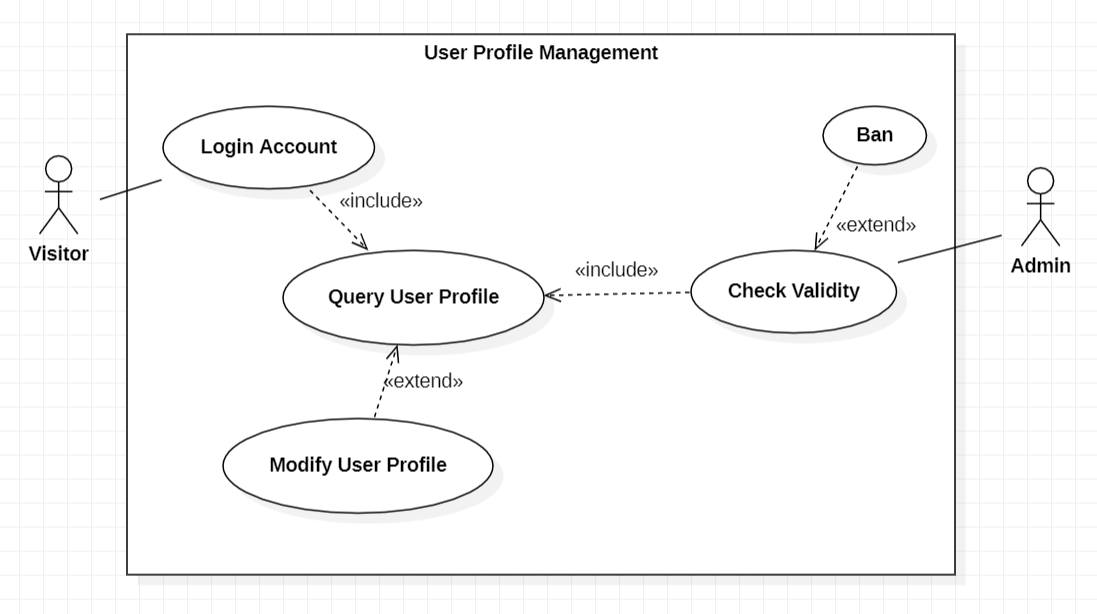 User Profile Management
Login Account
Ban
«include»
«extend»
Visitor
Admin
«include»
Query User Profile
Check Validity
«extend»
Modify User Profile